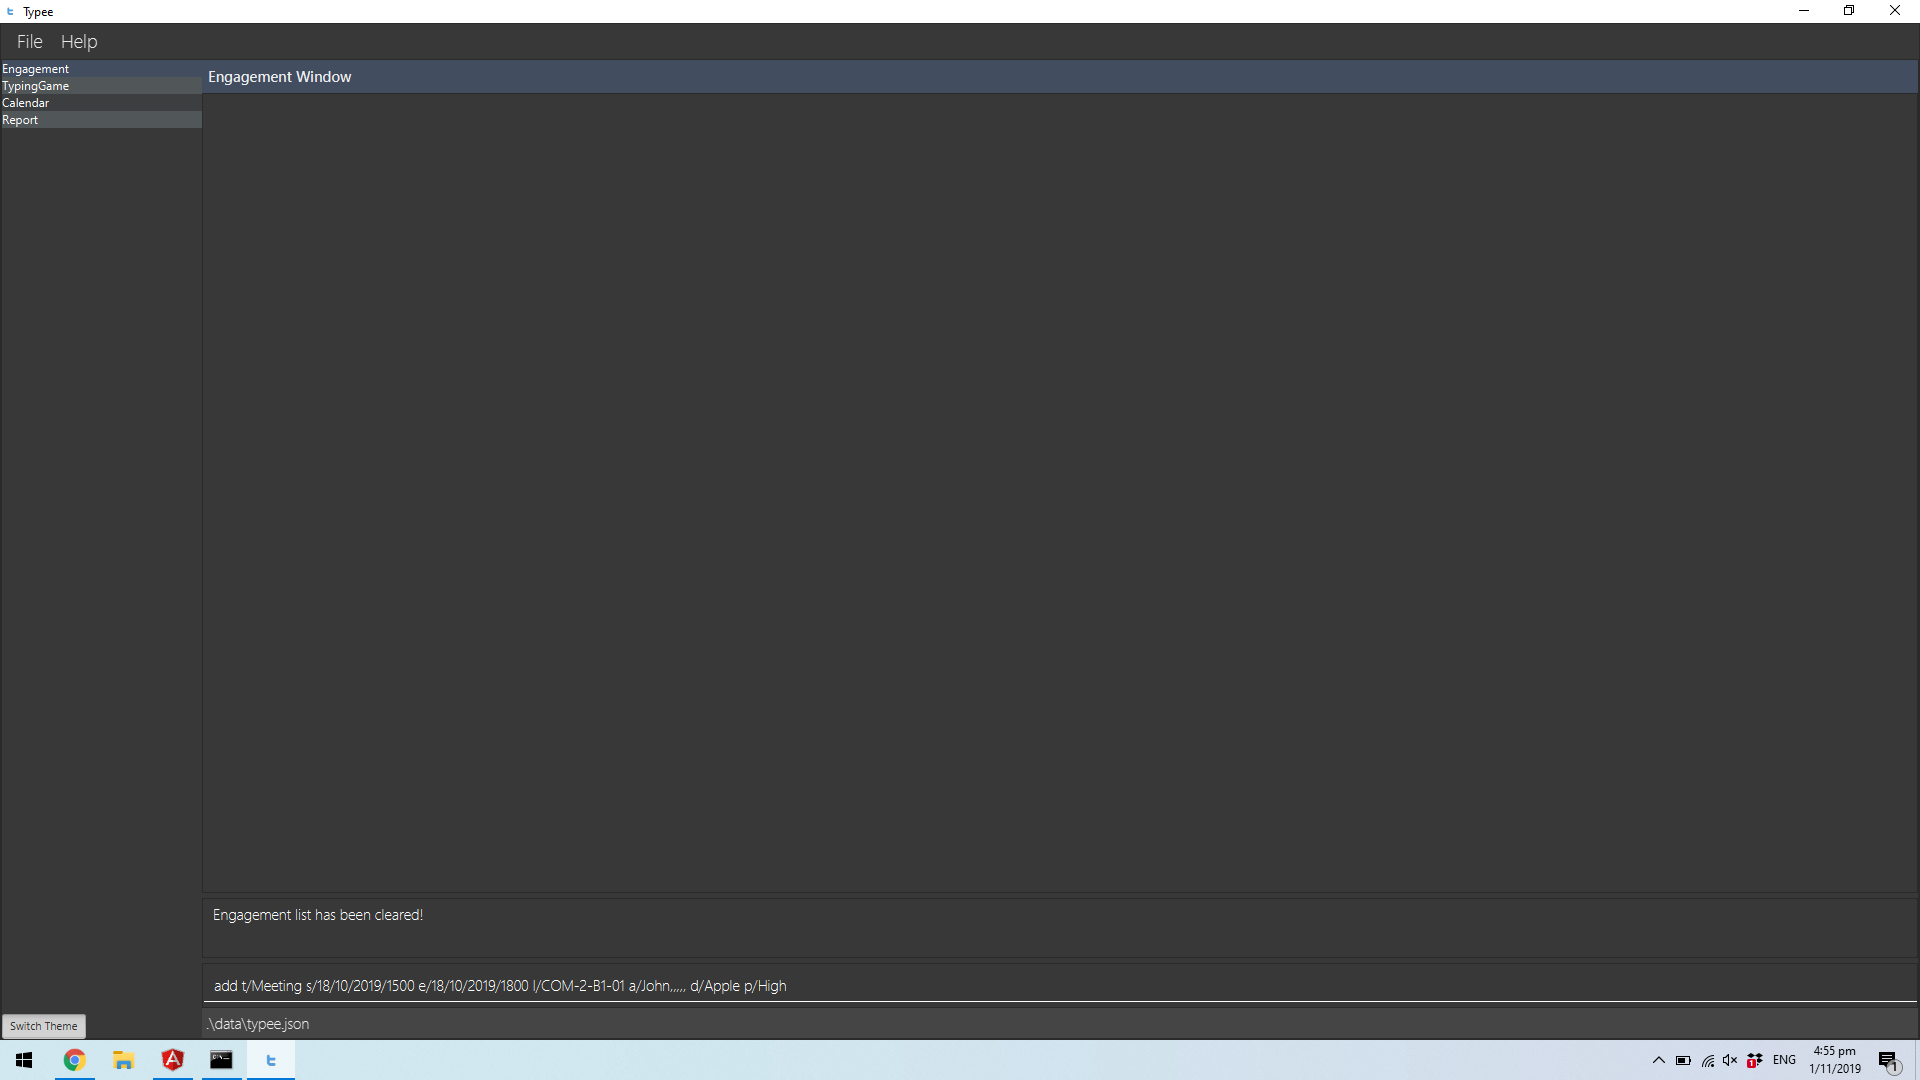 Typee
File Help
Engagement
TypingGame
Calendar
Report
Engagement Window
Engagement list has been cleared!
add t/Meeting s/18/10/2019/1500 e/18/10/2019/1800 l/COM-2-B1-01 a/John,,,,, d/Apple p/High
Switch Theme
.\data\typee.json
ENG
4:55 pm
1/11/2019
1